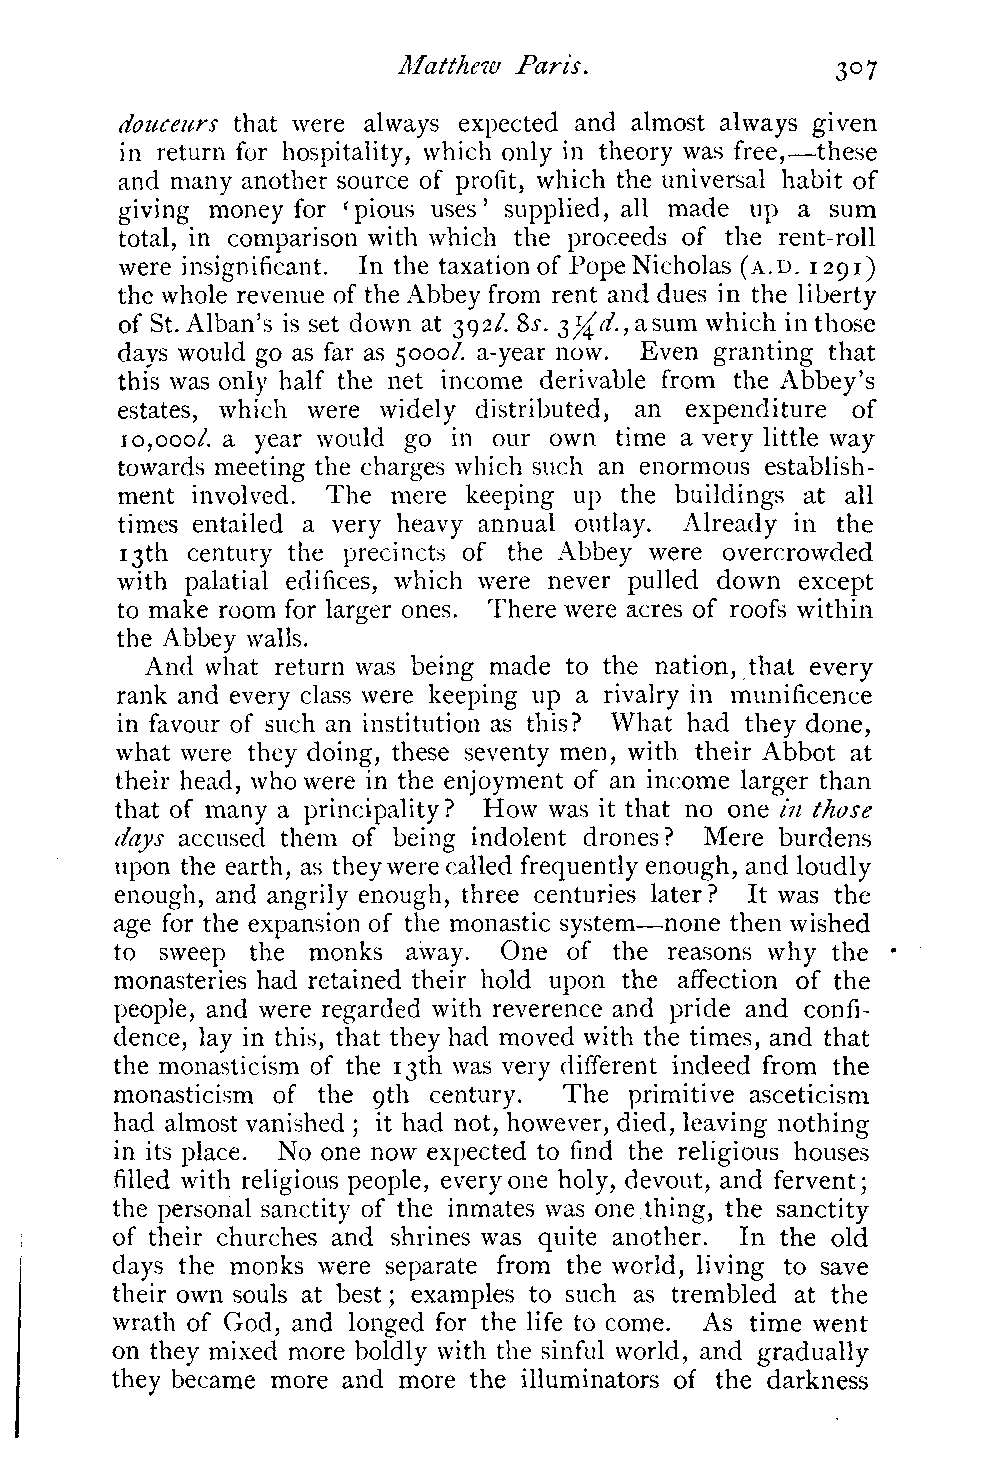 Matthew Paris. 307
douceurs that were always expected and almost always given
in return for hospitality, which only in theory was free,—these
and many another source of profit, which the universal habit of
giving money for ‘pious uses’ supplied, all made up a sum
total, in comparison with which the proceeds of the rent-roll
were insignificant. In the taxation of Pope Nicholas (A.D. 1291)
the whole revenue of the Abbey from rent and dues in the liberty
of St. Alban's is set down at 392l. 8s. 3¼d., a sum which in those
days would go as far as 5000l. a-year now. Even granting that
this was only half the net income derivable from the Abbey's
estates, which were widely distributed, an expenditure of
10,000l. a year would go in our own time a very little way
towards meeting the charges which such an enormous establish-
ment involved. The mere keeping up the buildings at all
times entailed a very heavy annual outlay. Already in the
13th century the precincts of the Abbey were overcrowded
with palatial edifices, which were never pulled down except
to make room for larger ones. There were acres of roofs within
the Abbey walls.
And what return was being made to the nation, that every
rank and every class were keeping up a rivalry in munificence
in favour of such an institution as this? What had they done,
what were they doing, these seventy men, with their Abbot at
their head, who were in the enjoyment of an income larger than
that of many a principality? How was it that no one in those
days accused them of being indolent drones? Mere burdens
upon the earth, as they were called frequently enough, and loudly
enough, and angrily enough, three centuries later? It was the
age for the expansion of the monastic system—none then wished
to sweep the monks away. One of the reasons why the
monasteries had retained their hold upon the affection of the
people, and were regarded with reverence and pride and confi-
dence, lay in this, that they had moved with the times, and that
the monasticism of the 13th was very different indeed from the
monasticism of the 9th century. The primitive asceticism
had almost vanished; it had not, however, died, leaving nothing
in its place. No one now expected to find the religious houses
filled with religious people, every one holy, devout, and fervent;
the personal sanctity of the inmates was one thing, the sanctity
of their churches and shrines was quite another. In the old
days the monks were separate from the world, living to save
their own souls at best; examples to such as trembled at the
wrath of God, and longed for the life to come. As time went
on they mixed more boldly with the sinful world, and gradually
they became more and more the illuminators of the darkness